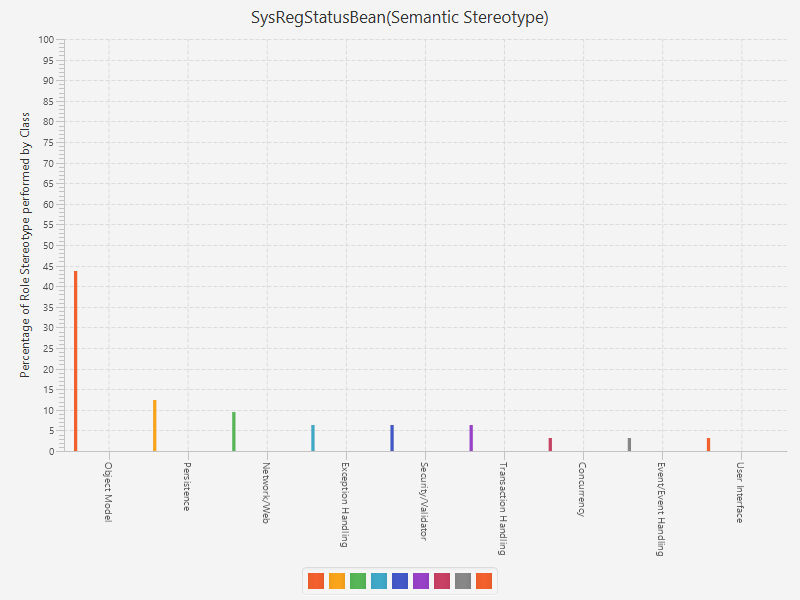 SysRegStatusBean(Semantic Stereotype)
Percentage of Role Stereotype performed by Class
100
95
90
85
80
75
70
65
60
55
50
45
40
35
30
25
20
15
10
5
0
Object Model
Persistence
Network/Web
Exception Handling
Security/Validator
Transaction Handling
Concurrency
Event/Event Handling
User Interface